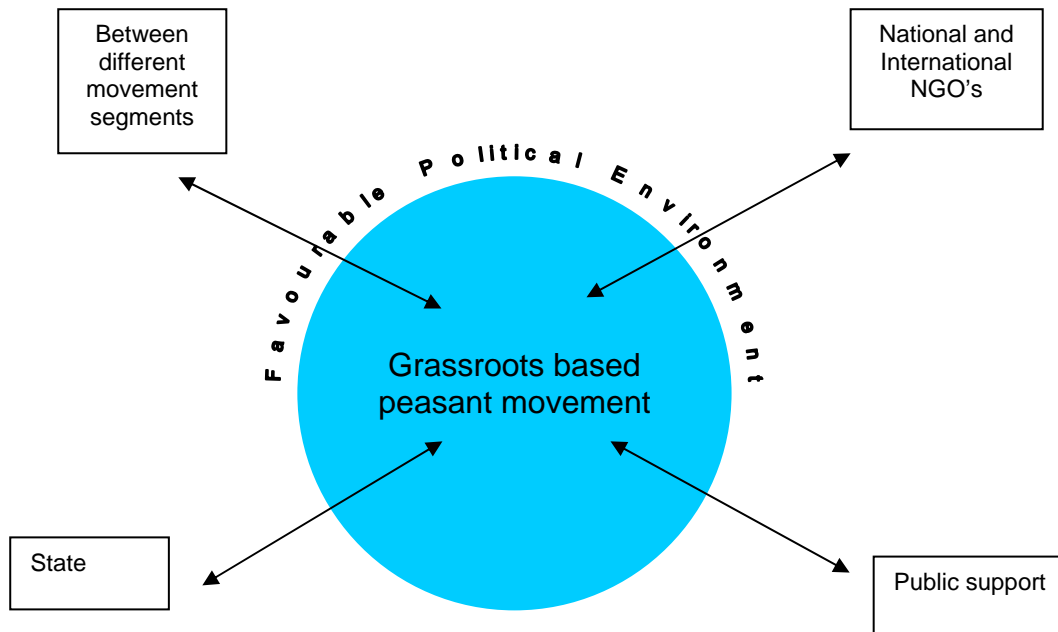 Between
different
movement
segments
National and
International
NGO's
Favourable Political Environment
Grassroots based
peasant movement
State
Public support